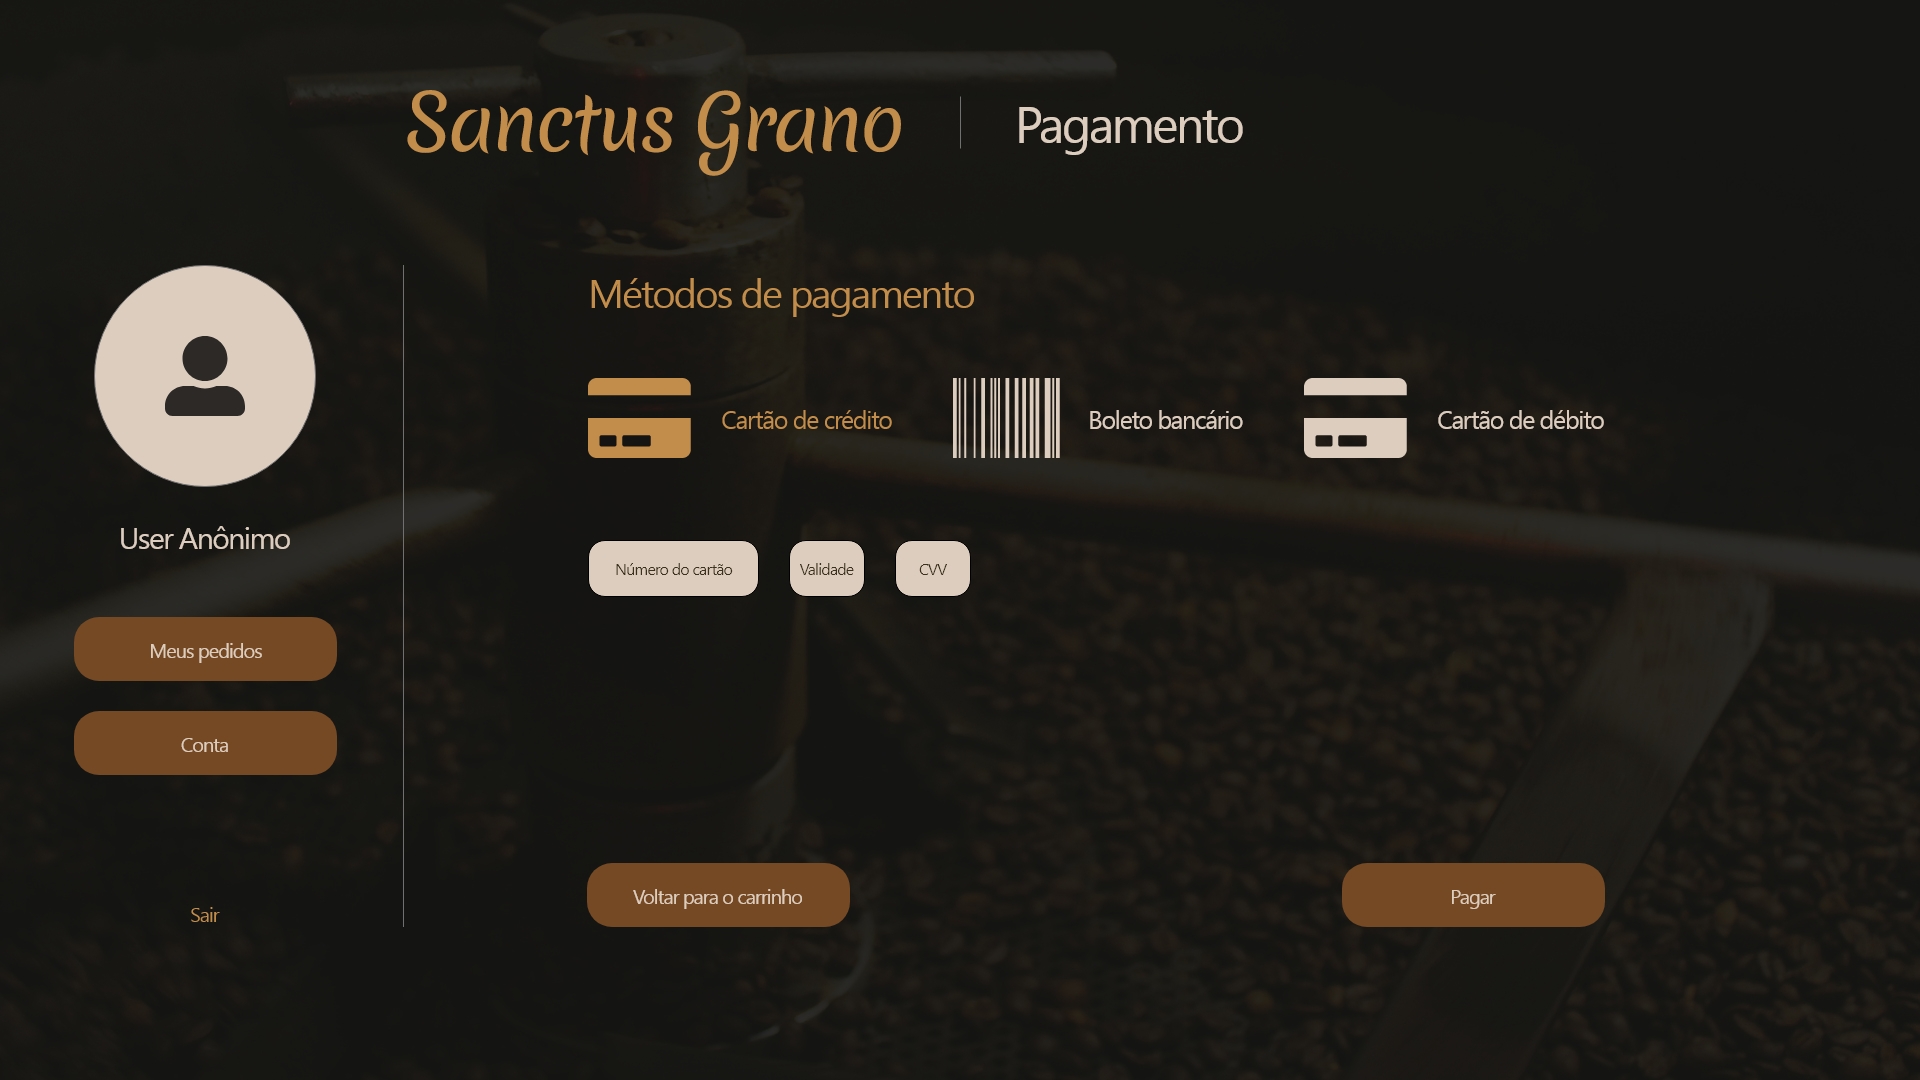 Sanctus Grano
Pagamento
User Anônimo
Meus pedidos
Conta
Sair
Métodos de pagamento
Cartão de crédito
Boleto bancário
Cartão de débito
Número do cartão
Validade
CVV
Voltar para o carrinho
Pagar